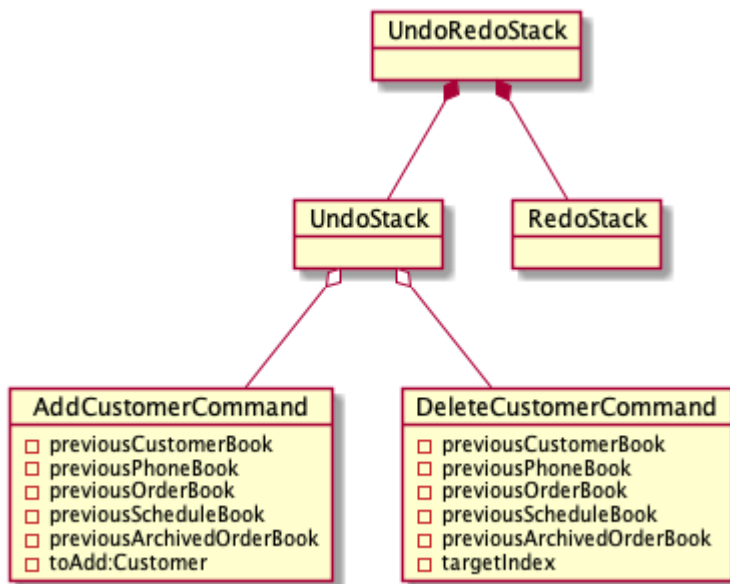 UndoRedoStack
UndoStack
RedoStack
AddCustomerCommand
previousCustomerBook
previousPhoneBook
previousOrderBook
previousScheduleBook
previousArchivedOrderBook
toAdd:Customer
DeleteCustomerCommand
previousCustomerBook
previousPhoneBook
previousOrderBook
previousScheduleBook
previousArchivedOrderBook
targetIndex